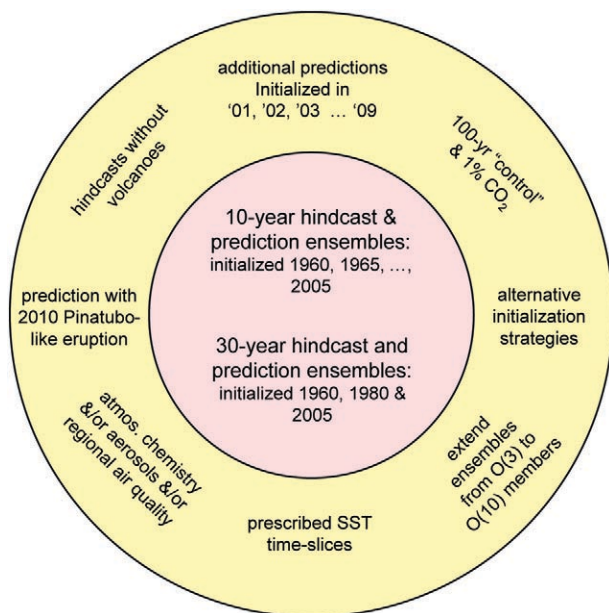 additional predictions
Initialized in
‘01, ’02, ’03 … ’09
100-yr “control”
& 1% CO₂
alternative
initialization
strategies
extend
ensembles
from O(3) to
O(10) members
prescribed SST
time-slices
atmos. chemistry
&/or aerosols &/or
regional air quality
prediction with
2010 Pinatubo-
like eruption
hindcasts without
volcanoes
10-year hindcast &
prediction ensembles:
initialized 1960, 1965, …,
2005
30-year hindcast and
prediction ensembles:
initialized 1960, 1980 &
2005